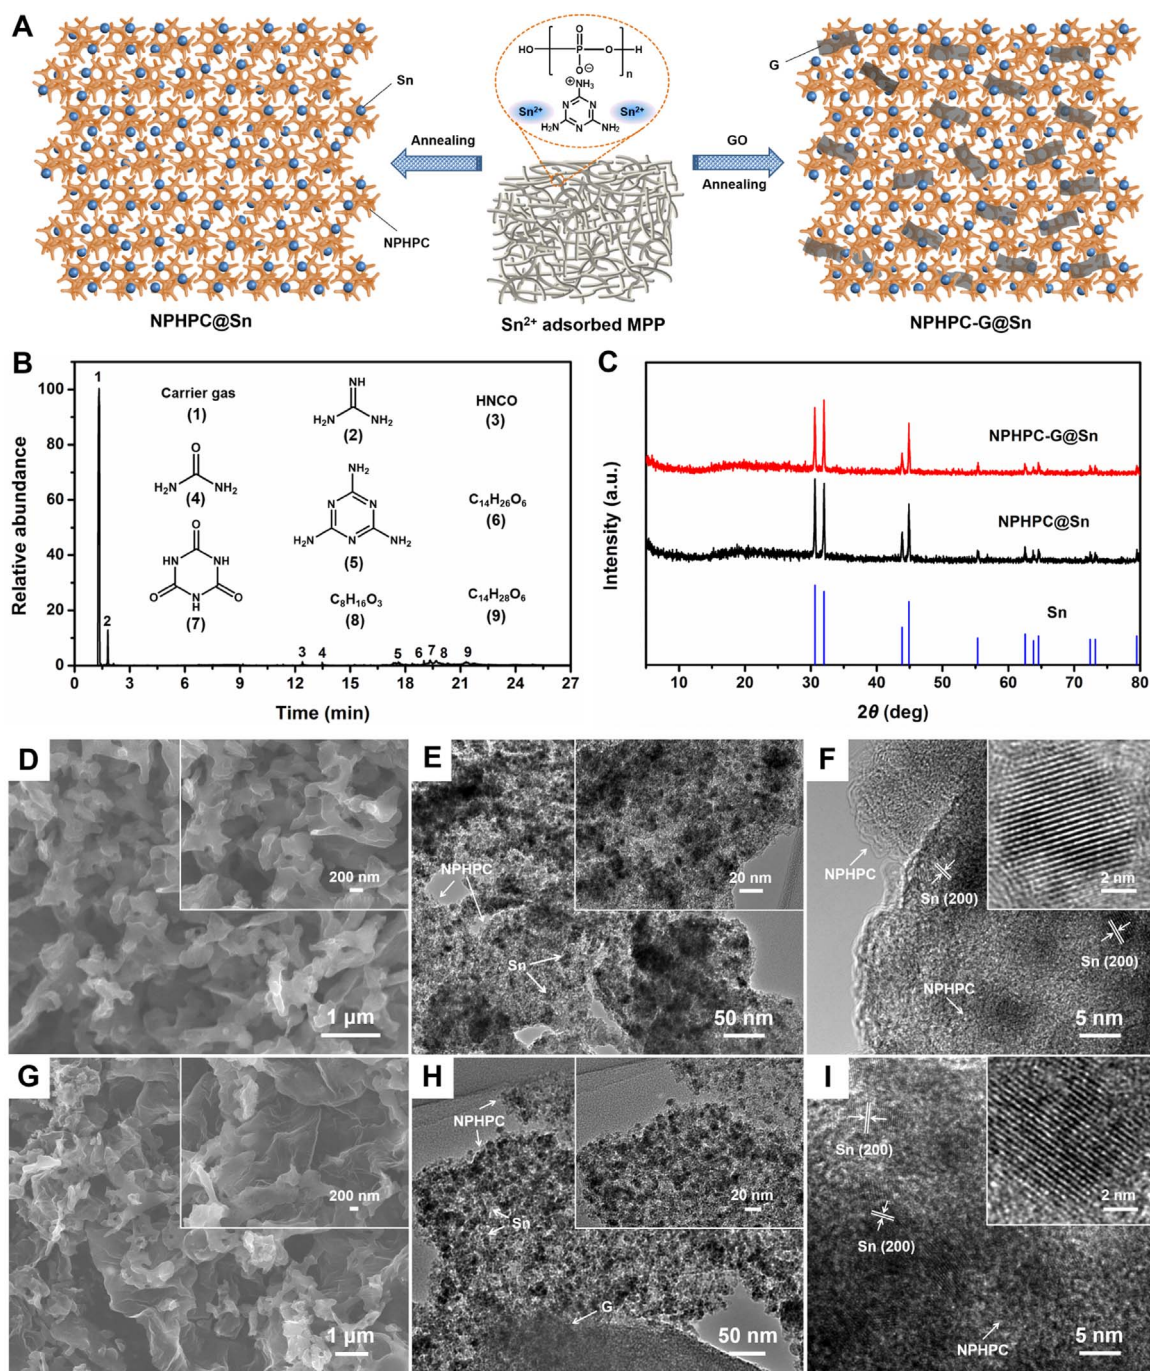 A
HO
O
P
O
H
O⊖
n
⊕
NH₃
Sn²⁺
Sn²⁺
N
N
N
H₂N
NH₂
Sn
NPHPC
Annealing
GO
Annealing
G
NPHPC@Sn
Sn²⁺ adsorbed MPP
NPHPC-G@Sn
B
Relative abundance
100
80
60
40
20
0
0
3
6
9
12
15
18
21
24
27
Time (min)
1
2
3
4
5
6
7
8
9
Carrier gas
(1)
NH
H₂N
NH₂
(2)
HNCO
(3)
O
H₂N
NH₂
(4)
NH₂
N
N
N
H₂N
NH₂
(5)
C₁₄H₂₆O₆
(6)
O
HN
NH
O
N
H
O
(7)
C₈H₁₆O₃
(8)
C₁₄H₂₈O₆
(9)
C
Intensity (a.u.)
NPHPC-G@Sn
NPHPC@Sn
Sn
10
20
30
40
50
60
70
80
2θ (deg)
D
200 nm
1 µm
E
NPHPC
Sn
20 nm
50 nm
F
NPHPC
Sn (200)
Sn (200)
NPHPC
2 nm
5 nm
G
200 nm
1 µm
H
NPHPC
Sn
G
20 nm
50 nm
I
Sn (200)
Sn (200)
NPHPC
2 nm
5 nm